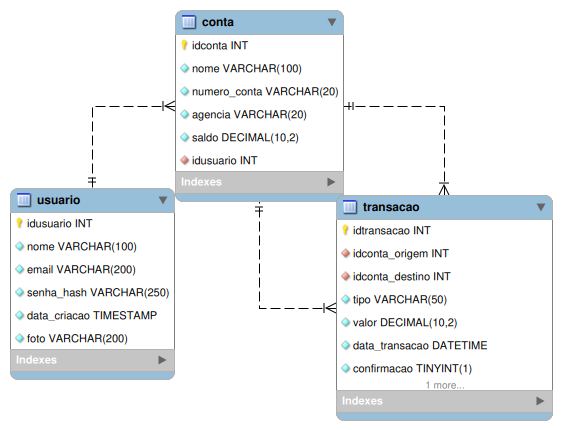 conta
idconta INT
nome VARCHAR(100)
numero_conta VARCHAR(20)
agencia VARCHAR(20)
saldo DECIMAL(10,2)
idusuario INT
Indexes
usuario
idusuario INT
nome VARCHAR(100)
email VARCHAR(200)
senha_hash VARCHAR(250)
data_criacao TIMESTAMP
foto VARCHAR(200)
Indexes
transacao
idtransacao INT
idconta_origem INT
idconta_destino INT
tipo VARCHAR(50)
valor DECIMAL(10,2)
data_transacao DATETIME
confirmacao TINYINT(1)
1 more...
Indexes